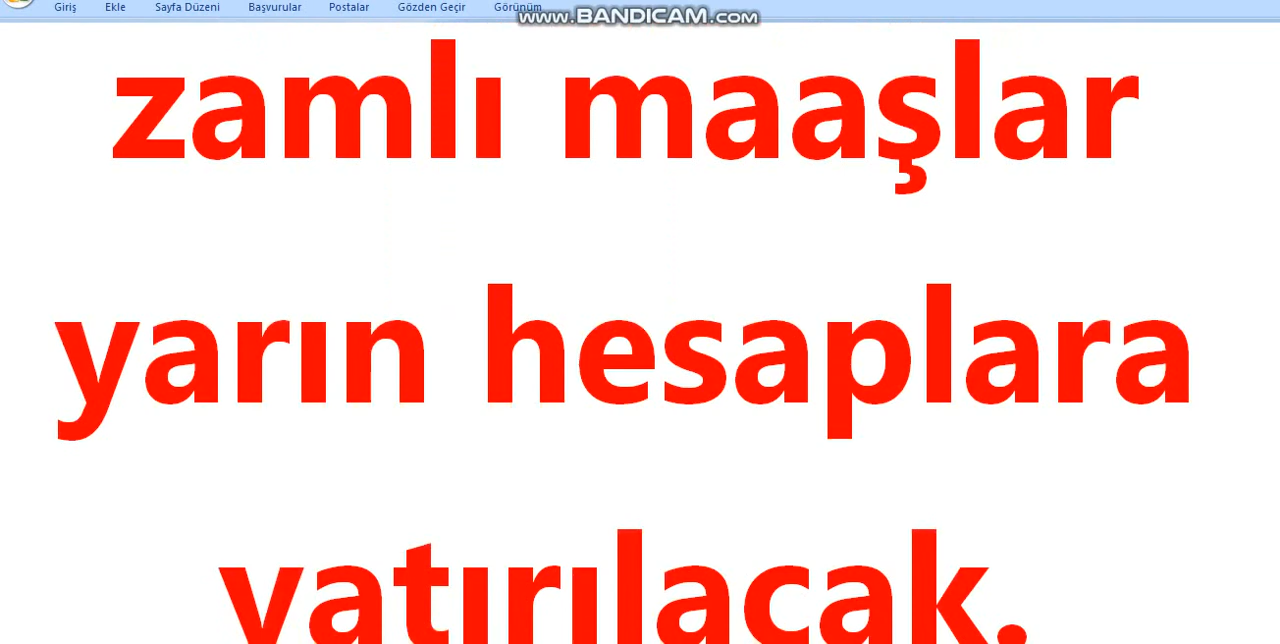 Giriş Ekle Sayfa Düzeni Başvurular Postalar Gözden Geçir Görünüm
www.BANDICAM.com
zamlı maaşlar
yarın hesaplara
yatırılacak.